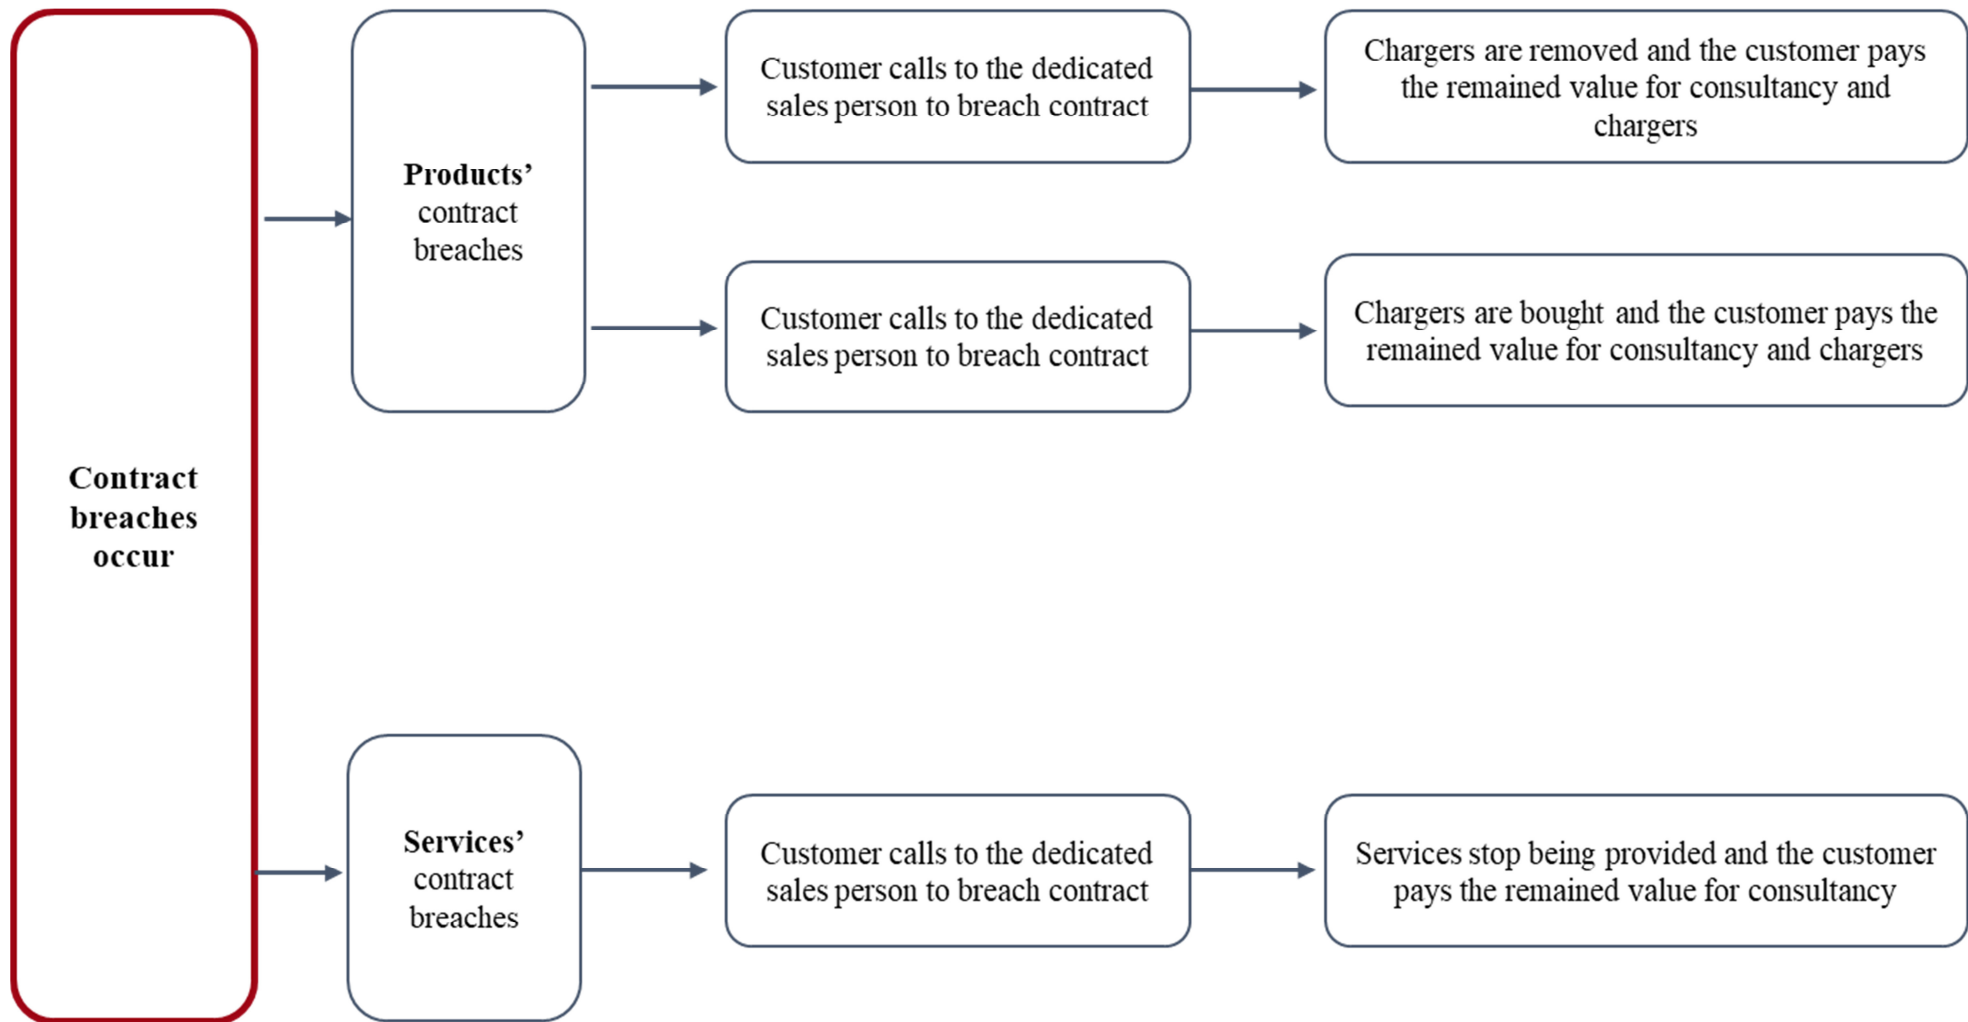 Contract
breaches
occur
Products’
contract
breaches
Customer calls to the dedicated
sales person to breach contract
Chargers are removed and the customer pays
the remained value for consultancy and
chargers
Customer calls to the dedicated
sales person to breach contract
Chargers are bought and the customer pays the
remained value for consultancy and chargers
Services’
contract
breaches
Customer calls to the dedicated
sales person to breach contract
Services stop being provided and the customer
pays the remained value for consultancy